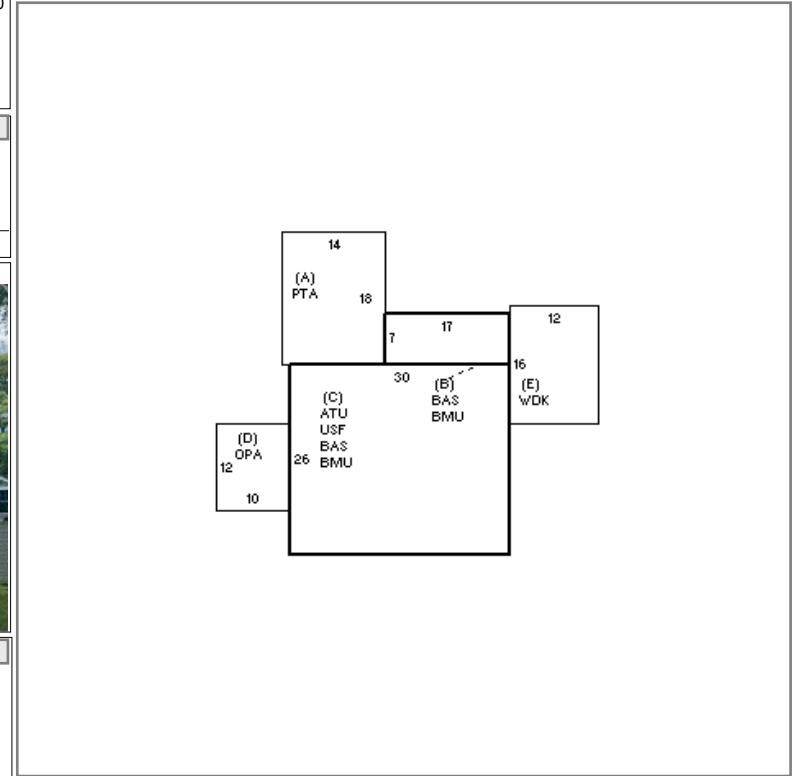 14
(A)
PTA
18
17
7
12
16
(E)
WDK
30
(B)
BAS
BMU
(C)
ATU
USF
BAS
BMU
26
(D)
OPA
12
10